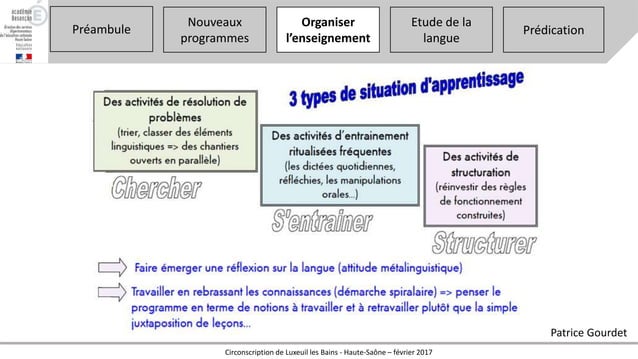 académie
Besançon
direction des services
départementaux
de l'éducation nationale
Haute-Saône
Préambule
Nouveaux
programmes
Organiser
l'enseignement
Etude de la
langue
Prédication
3 types de situation d'apprentissage
Des activités de résolution de
problèmes
(trier, classer des éléments
linguistiques => des chantiers
ouverts en parallèle)
Chercher
Des activités d'entrainement
ritualisées fréquentes
(les dictées quotidiennes,
réfléchies, les manipulations
orales...)
S'entraîner
Des activités de
structuration
(réinvestir des règles
de fonctionnement
construites)
Structurer
Faire émerger une réflexion sur la langue (attitude métalinguistique)
Travailler en rebrassant les connaissances (démarche spiralaire) => penser le
programme en terme de notions à travailler et à retravailler plutôt que la simple
juxtaposition de leçons...
Patrice Gourdet
Circonscription de Luxeuil les Bains - Haute-Saône – février 2017